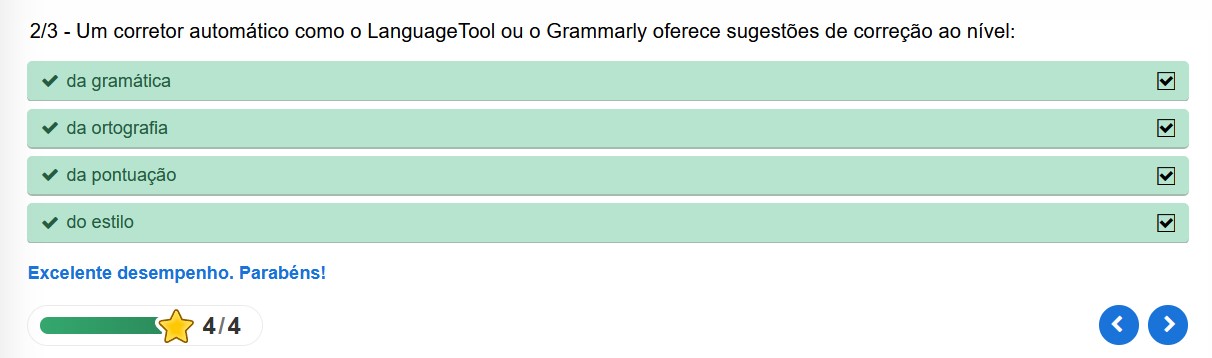 2/3 - Um corretor automático como o LanguageTool ou o Grammarly oferece sugestões de correção ao nível:
da gramática
da ortografia
da pontuação
do estilo
Excelente desempenho. Parabéns!
4/4